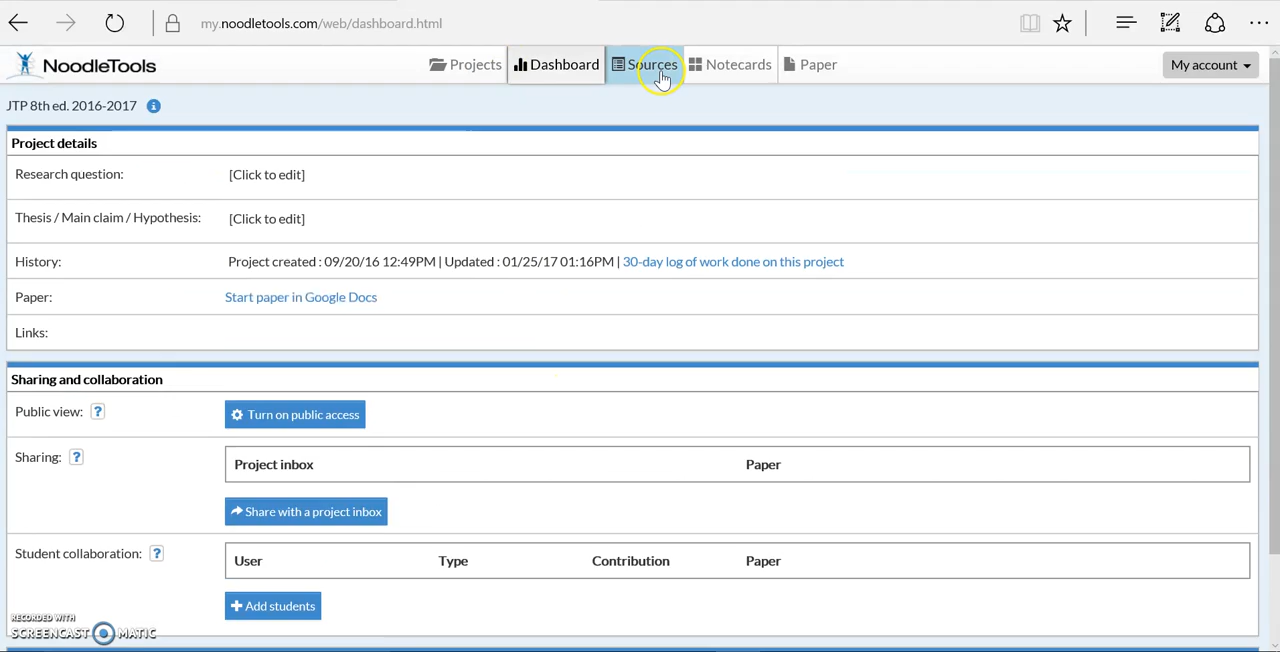 my.noodletools.com/web/dashboard.html
NoodleTools
Projects
Dashboard
Sources
Notecards
Paper
My account
JTP 8th ed. 2016-2017
Project details
Research question:
[Click to edit]
Thesis / Main claim / Hypothesis:
[Click to edit]
History:
Project created : 09/20/16 12:49PM | Updated : 01/25/17 01:16PM | 30-day log of work done on this project
Paper:
Start paper in Google Docs
Links:
Sharing and collaboration
Public view: ?
Turn on public access
Sharing: ?
Project inbox
Paper
Share with a project inbox
Student collaboration: ?
User
Type
Contribution
Paper
+ Add students
RECORDED WITH
SCREENCAST MATIC